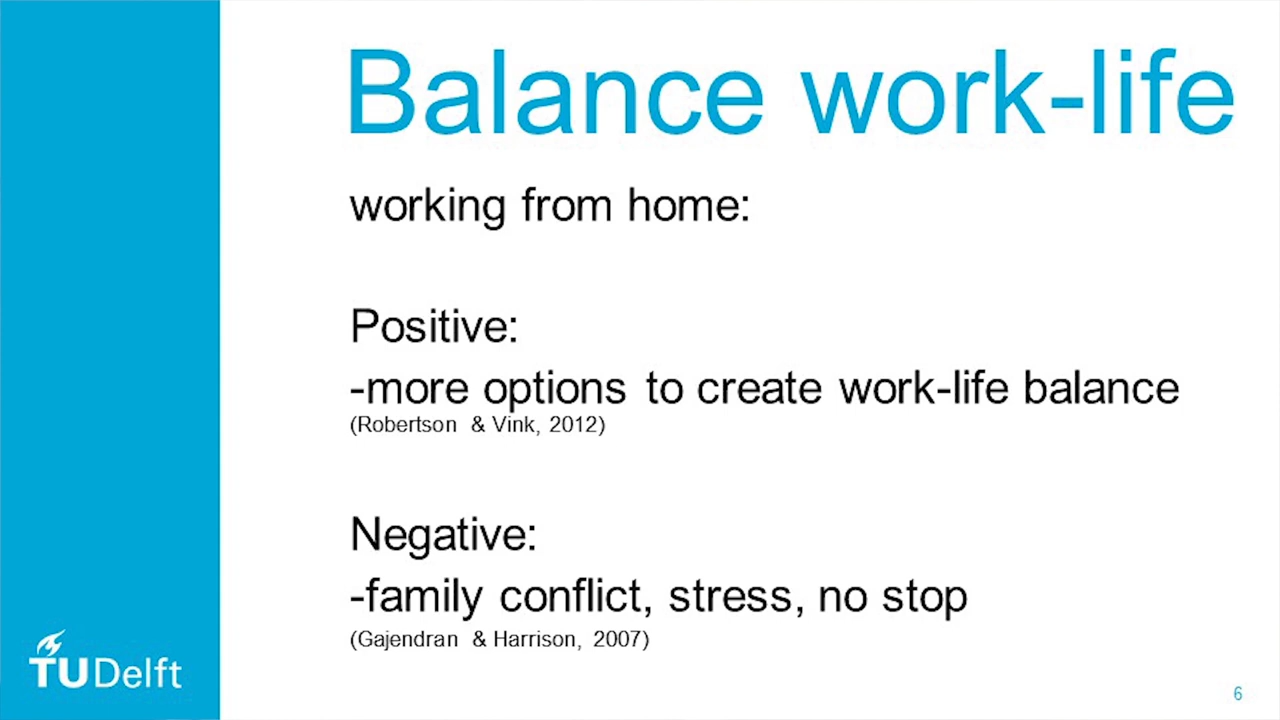 Balance work-life
working from home:
Positive:
-more options to create work-life balance
(Robertson & Vink, 2012)
Negative:
-family conflict, stress, no stop
(Gajendran & Harrison, 2007)
TUDelft
6